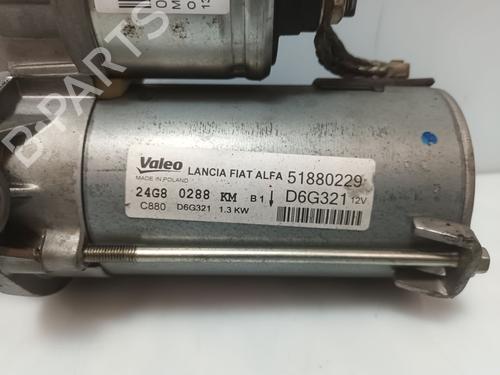 B-PARTS
Valeo LANCIA FIAT ALFA 51880229
MADE IN POLAND
24G8 0288 KM B1 D6G321 12V
C880 D6G321 1.3 KW